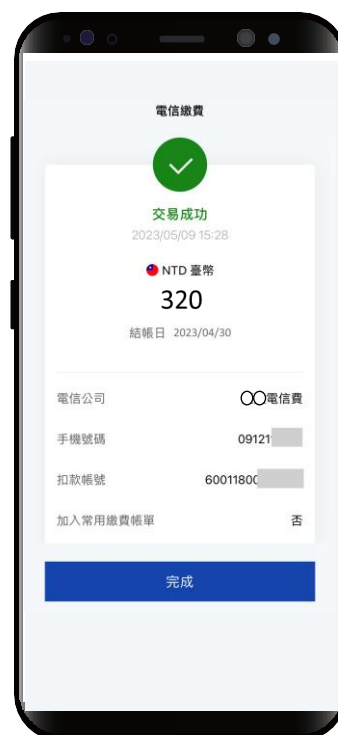 電信繳費
交易成功
2023/05/09 15:28
NTD 臺幣
320
結帳日 2023/04/30
電信公司 〇〇電信費
手機號碼 09121
扣款帳號 6001180
加入常用繳費帳單 否
完成